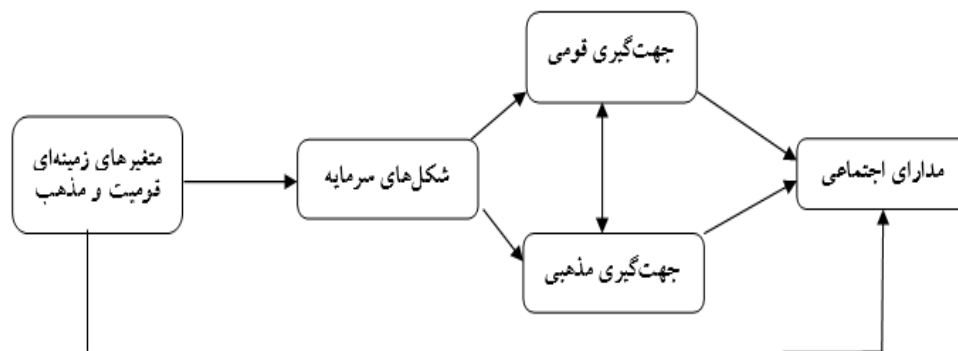 جهت‌گیری قومی
متغیرهای زمینه‌ای
قومیت و مذهب
شکل‌های سرمایه
مدارای اجتماعی
جهت‌گیری مذهبی